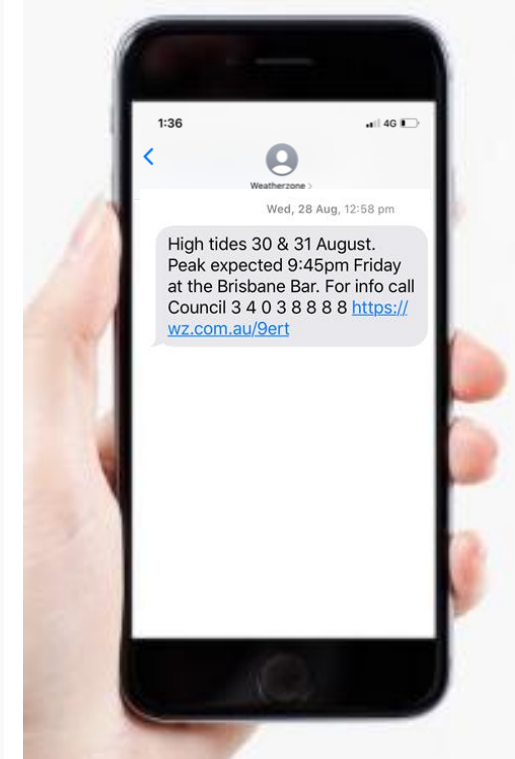 1:36
4G
Weatherzone >
Wed, 28 Aug, 12:58 pm
High tides 30 & 31 August.
Peak expected 9:45pm Friday
at the Brisbane Bar. For info call
Council 3 4 0 3 8 8 8 8 https://
wz.com.au/9ert